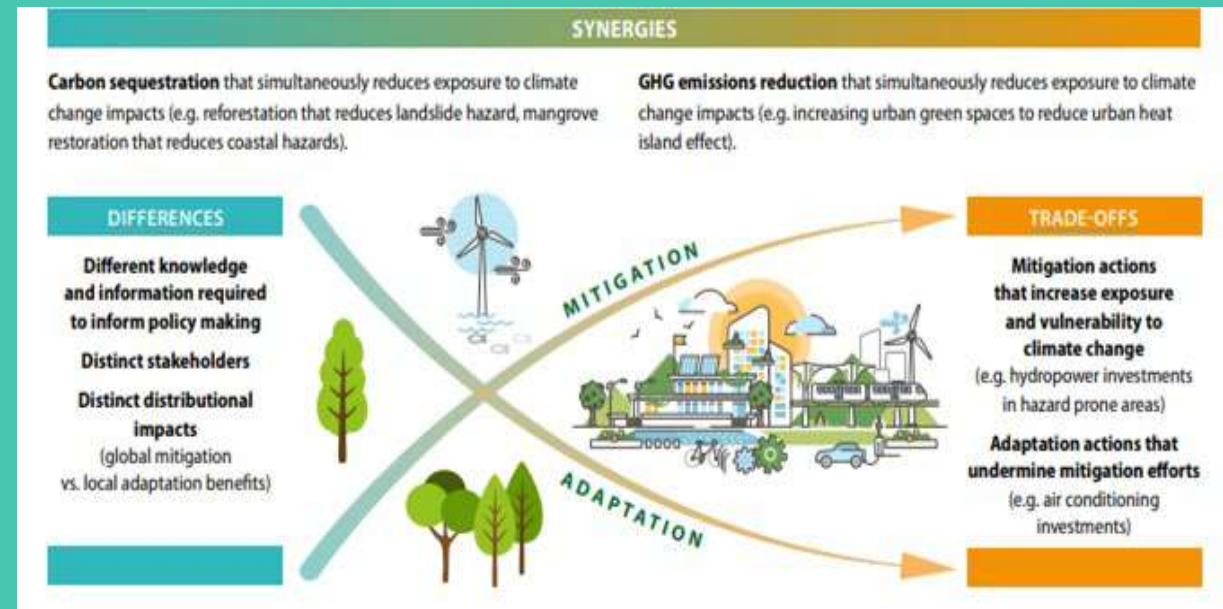 SYNERGIES
Carbon sequestration that simultaneously reduces exposure to climate
change impacts (e.g. reforestation that reduces landslide hazard, mangrove
restoration that reduces coastal hazards).
GHG emissions reduction that simultaneously reduces exposure to climate
change impacts (e.g. increasing urban green spaces to reduce urban heat
island effect).
DIFFERENCES
Different knowledge
and information required
to inform policy making
Distinct stakeholders
Distinct distributional
impacts
(global mitigation
vs. local adaptation benefits)
MITIGATION
ADAPTATION
TRADE-OFFS
Mitigation actions
that increase exposure
and vulnerability to
climate change
(e.g. hydropower investments
in hazard prone areas)
Adaptation actions that
undermine mitigation efforts
(e.g. air conditioning
investments)